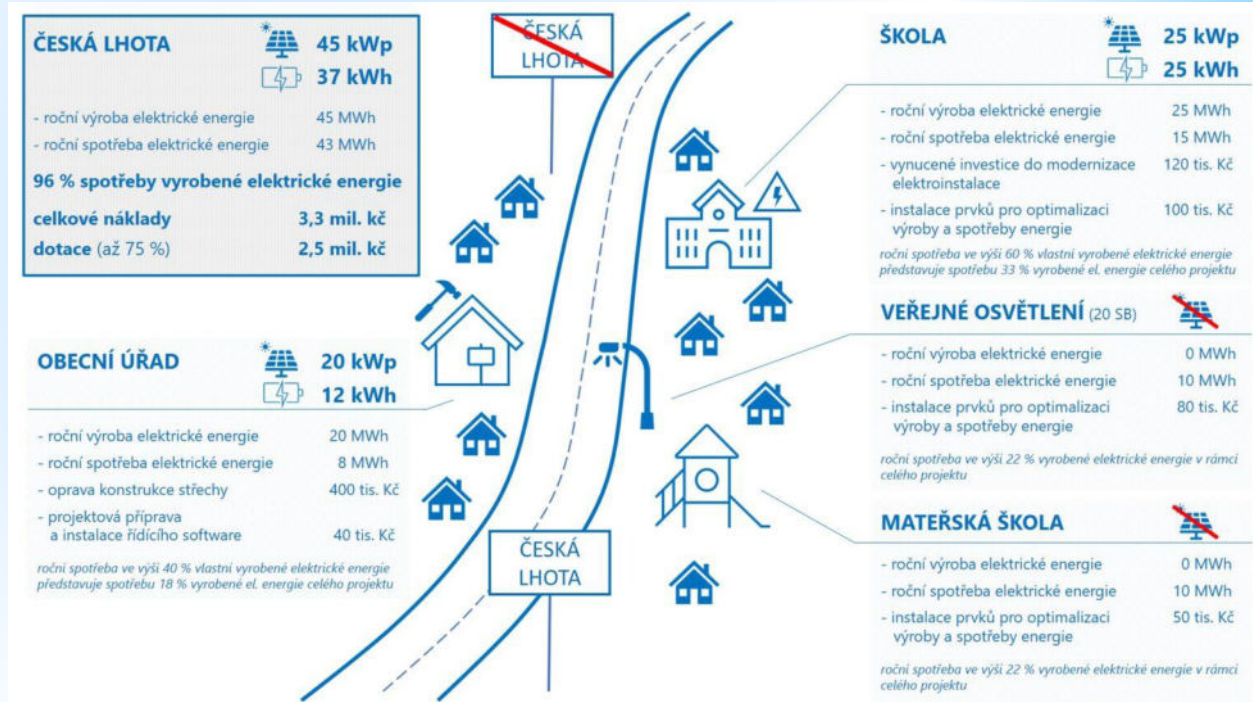 ČESKÁ LHOTA
45 kWp
37 kWh
- roční výroba elektrické energie 45 MWh
- roční spotřeba elektrické energie 43 MWh
96 % spotřeby vyrobené elektrické energie
celkové náklady 3,3 mil. kč
dotace (až 75 %) 2,5 mil. kč
ČESKÁ
LHOTA
ŠKOLA
25 kWp
25 kWh
- roční výroba elektrické energie 25 MWh
- roční spotřeba elektrické energie 15 MWh
- vynucené investice do modernizace 120 tis. Kč
elektroinstalace
- instalace prvků pro optimalizaci 100 tis. Kč
výroby a spotřeby energie
roční spotřeba ve výši 60 % vlastní vyrobené elektrické energie
představuje spotřebu 33 % vyrobené el. energie celého projektu
OBECNÍ ÚŘAD
20 kWp
12 kWh
- roční výroba elektrické energie 20 MWh
- roční spotřeba elektrické energie 8 MWh
- oprava konstrukce střechy 400 tis. Kč
- projektová příprava
a instalace řídícího software 40 tis. Kč
roční spotřeba ve výši 40 % vlastní vyrobené elektrické energie
představuje spotřebu 18 % vyrobené el. energie celého projektu
VEŘEJNÉ OSVĚTLENÍ (20 SB)
- roční výroba elektrické energie 0 MWh
- roční spotřeba elektrické energie 10 MWh
- instalace prvků pro optimalizaci 80 tis. Kč
výroby a spotřeby energie
roční spotřeba ve výši 22 % vyrobené elektrické energie v rámci
celého projektu
ČESKÁ
LHOTA
MATEŘSKÁ ŠKOLA
- roční výroba elektrické energie 0 MWh
- roční spotřeba elektrické energie 10 MWh
- instalace prvků pro optimalizaci 50 tis. Kč
výroby a spotřeby energie
roční spotřeba ve výši 22 % vyrobené elektrické energie v rámci
celého projektu